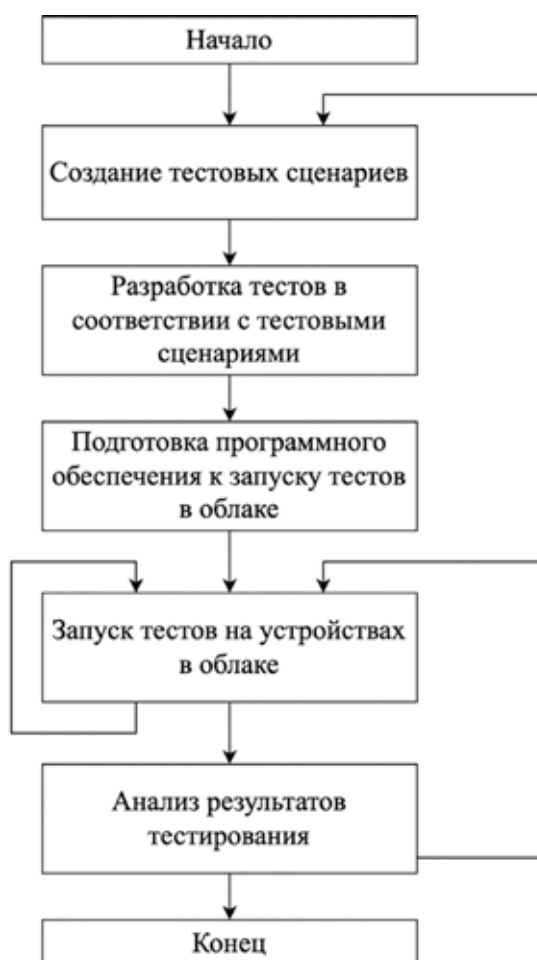 Начало
Создание тестовых сценариев
Разработка тестов в
соответствии с тестовыми
сценариями
Подготовка программного
обеспечения к запуску тестов
в облаке
Запуск тестов на устройствах
в облаке
Анализ результатов
тестирования
Конец